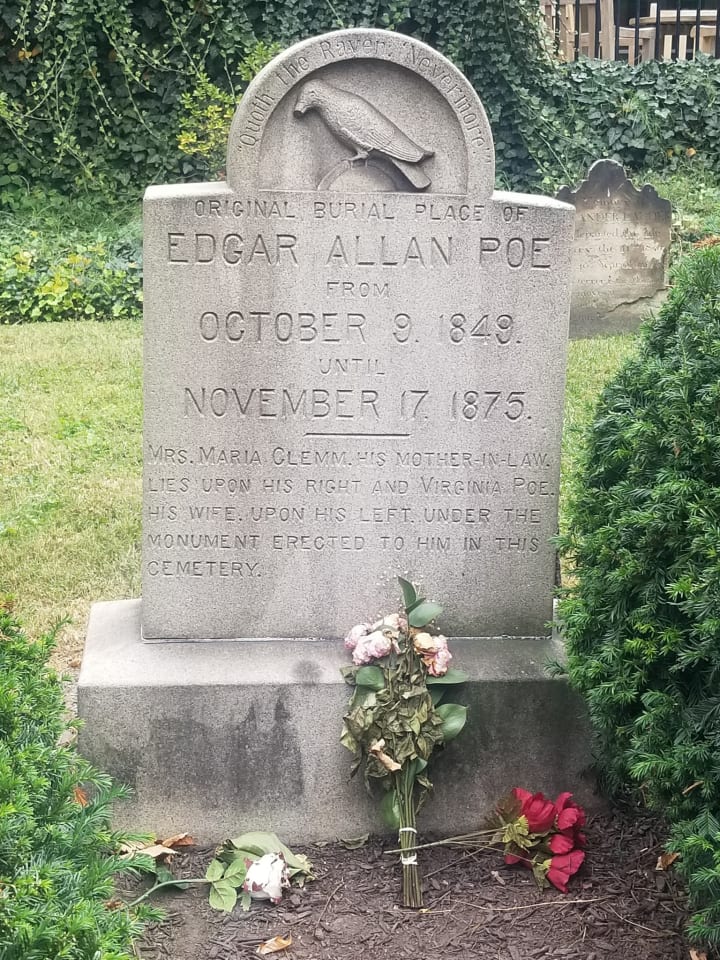 "Quoth the Raven, "Nevermore."
ORIGINAL BURIAL PLACE OF
EDGAR ALLAN POE
FROM
OCTOBER 9. 1849.
UNTIL
NOVEMBER 17. 1875.
MRS. MARIA CLEMM, HIS MOTHER-IN-LAW,
LIES UPON HIS RIGHT AND VIRGINIA POE,
HIS WIFE, UPON HIS LEFT, UNDER THE
MONUMENT ERECTED TO HIM IN THIS
CEMETERY.